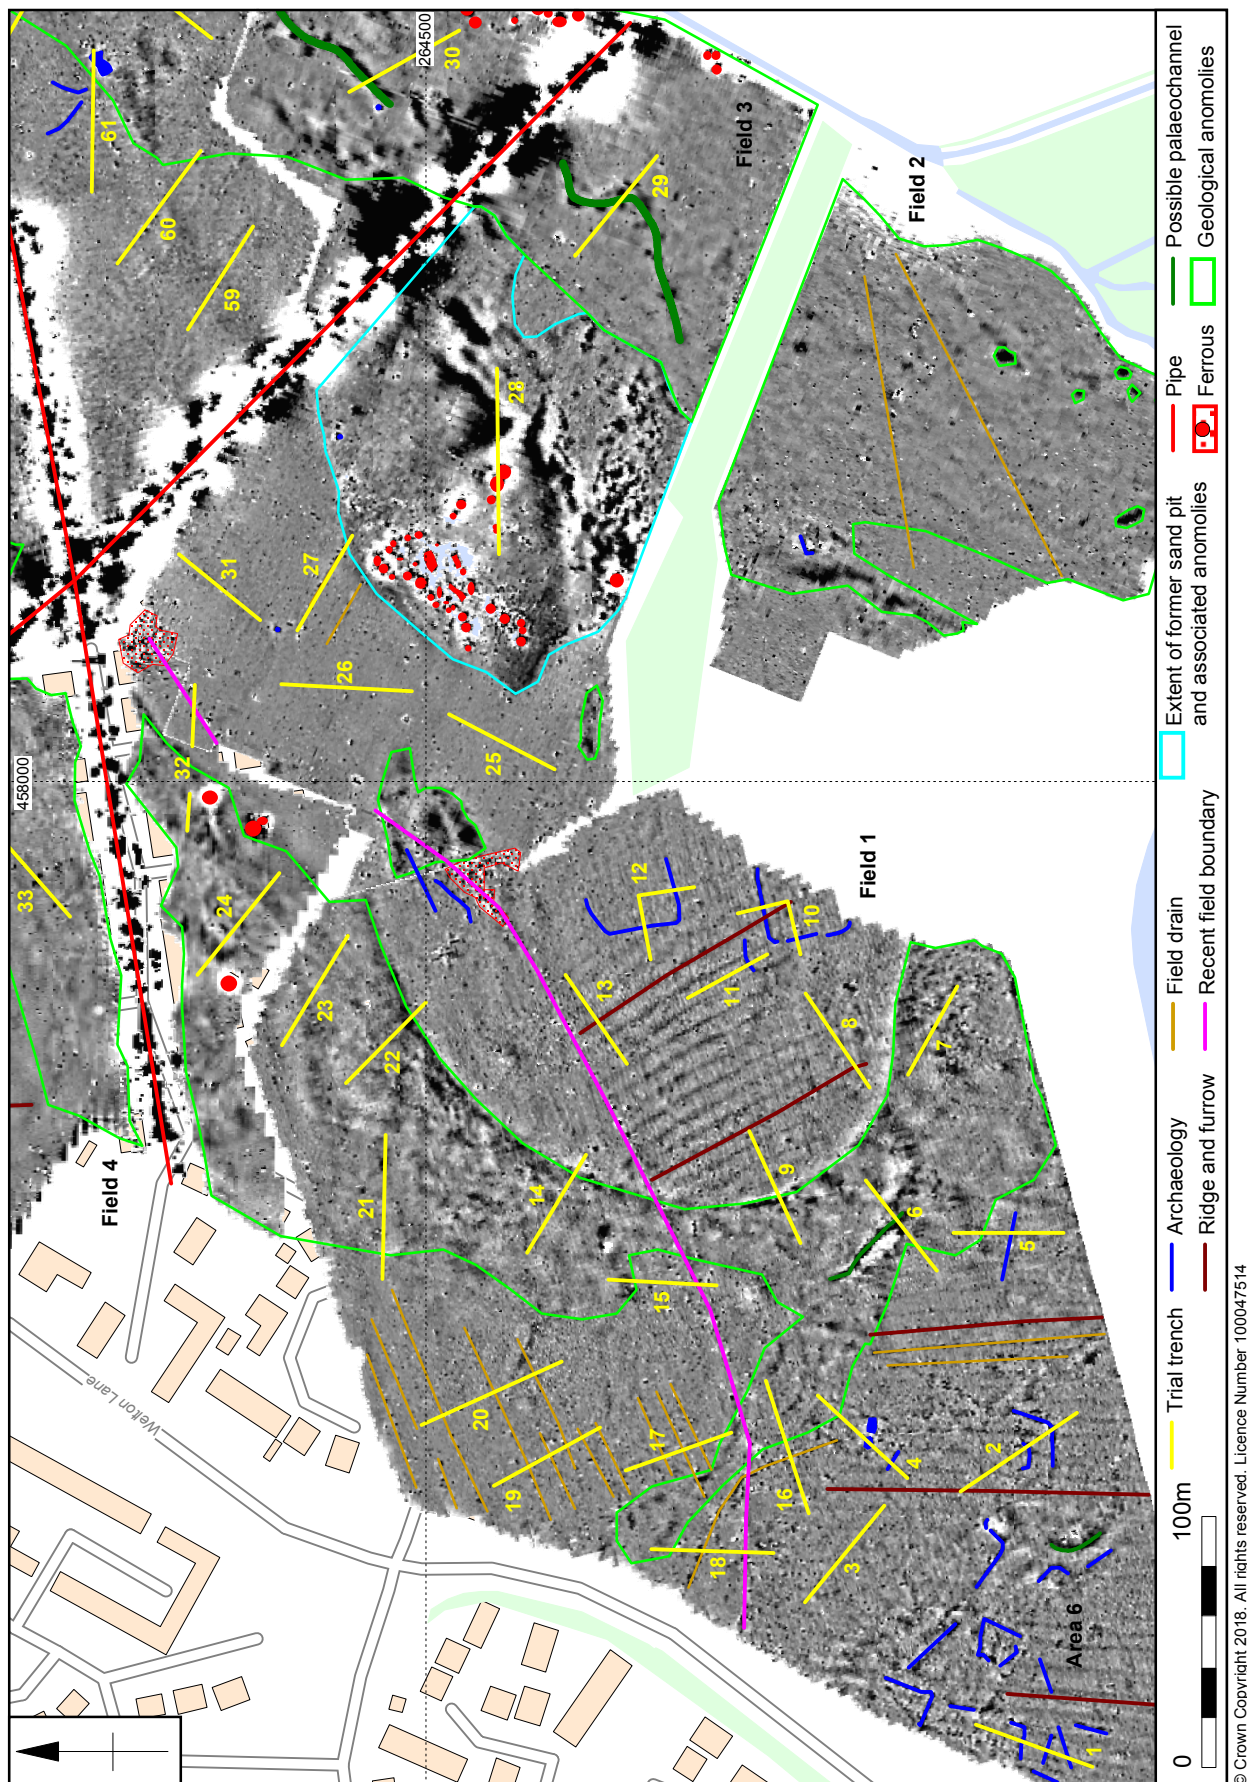 458000
264500
Welton Lane
Field 4
Field 3
Field 2
Field 1
Area 6
33
61
60
59
30
29
28
31
27
26
25
32
24
23
22
21
20
19
18
17
16
15
14
13
12
11
10
9
8
7
6
5
4
3
2
1
0
100m
Trial trench
Archaeology
Ridge and furrow
Field drain
Recent field boundary
Extent of former sand pit
and associated anomolies
Pipe
Ferrous
Possible palaeochannel
Geological anomolies
© Crown Copyright 2018. All rights reserved. Licence Number 100047514